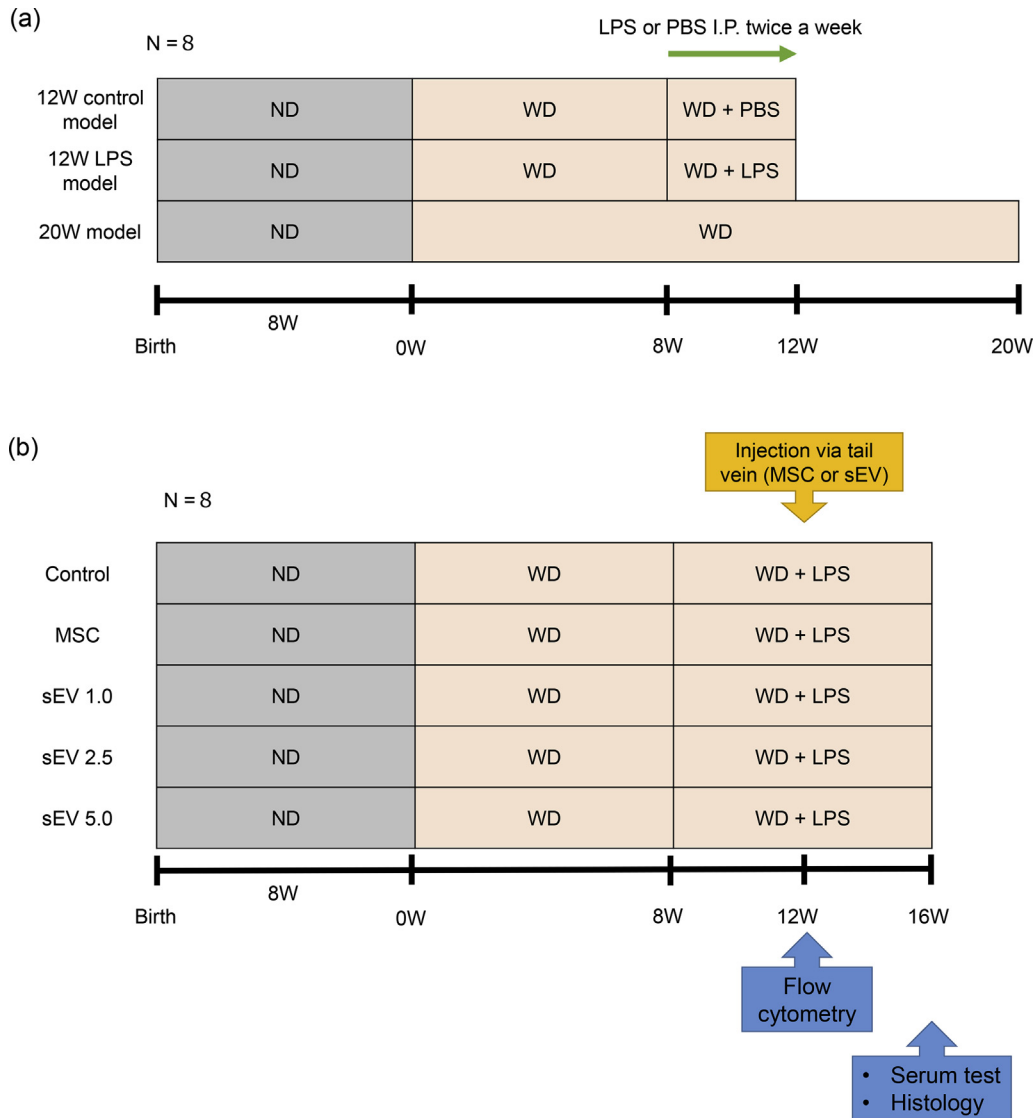 (a)
N = 8
LPS or PBS I.P. twice a week
12W control
model
ND
WD
WD + PBS
12W LPS
model
ND
WD
WD + LPS
20W model
ND
WD
8W
Birth
0W
8W
12W
20W
(b)
N = 8
Injection via tail
vein (MSC or sEV)
Control
ND
WD
WD + LPS
MSC
ND
WD
WD + LPS
sEV 1.0
ND
WD
WD + LPS
sEV 2.5
ND
WD
WD + LPS
sEV 5.0
ND
WD
WD + LPS
8W
Birth
0W
8W
12W
16W
Flow
cytometry
• Serum test
• Histology